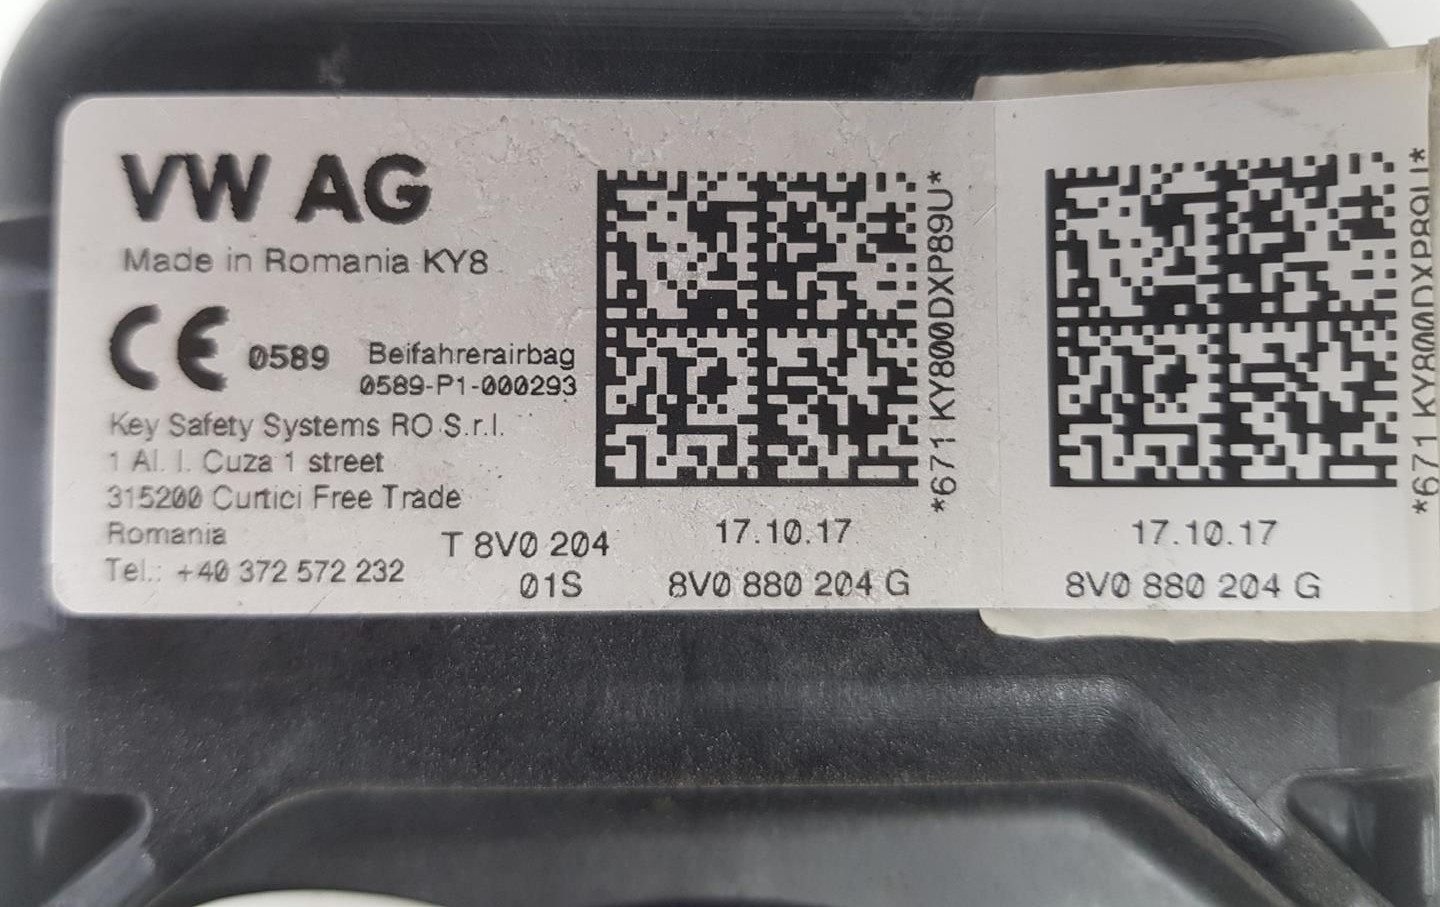 VW AG
Made in Romania KY8
CE 0589
Beifahrerairbag
0589-P1-000293
Key Safety Systems RO S.r.l.
1 Al. I. Cuza 1 street
315200 Curtici Free Trade
Romania
Tel.: +40 372 572 232
T 8V0 204
01S
*671 KY800DXP89U*
17.10.17
8V0 880 204 G
*671 KY800DXP89U*
17.10.17
8V0 880 204 G